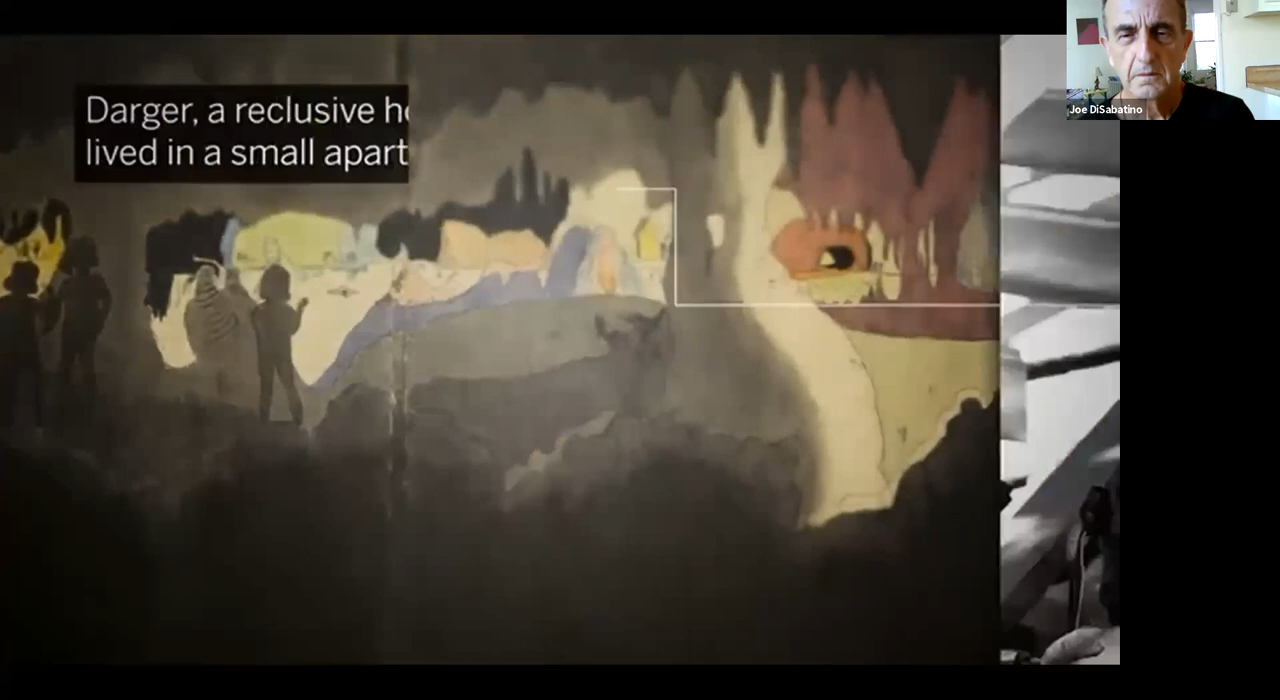 Darger, a reclusive h
lived in a small apart
Joe DiSabatino